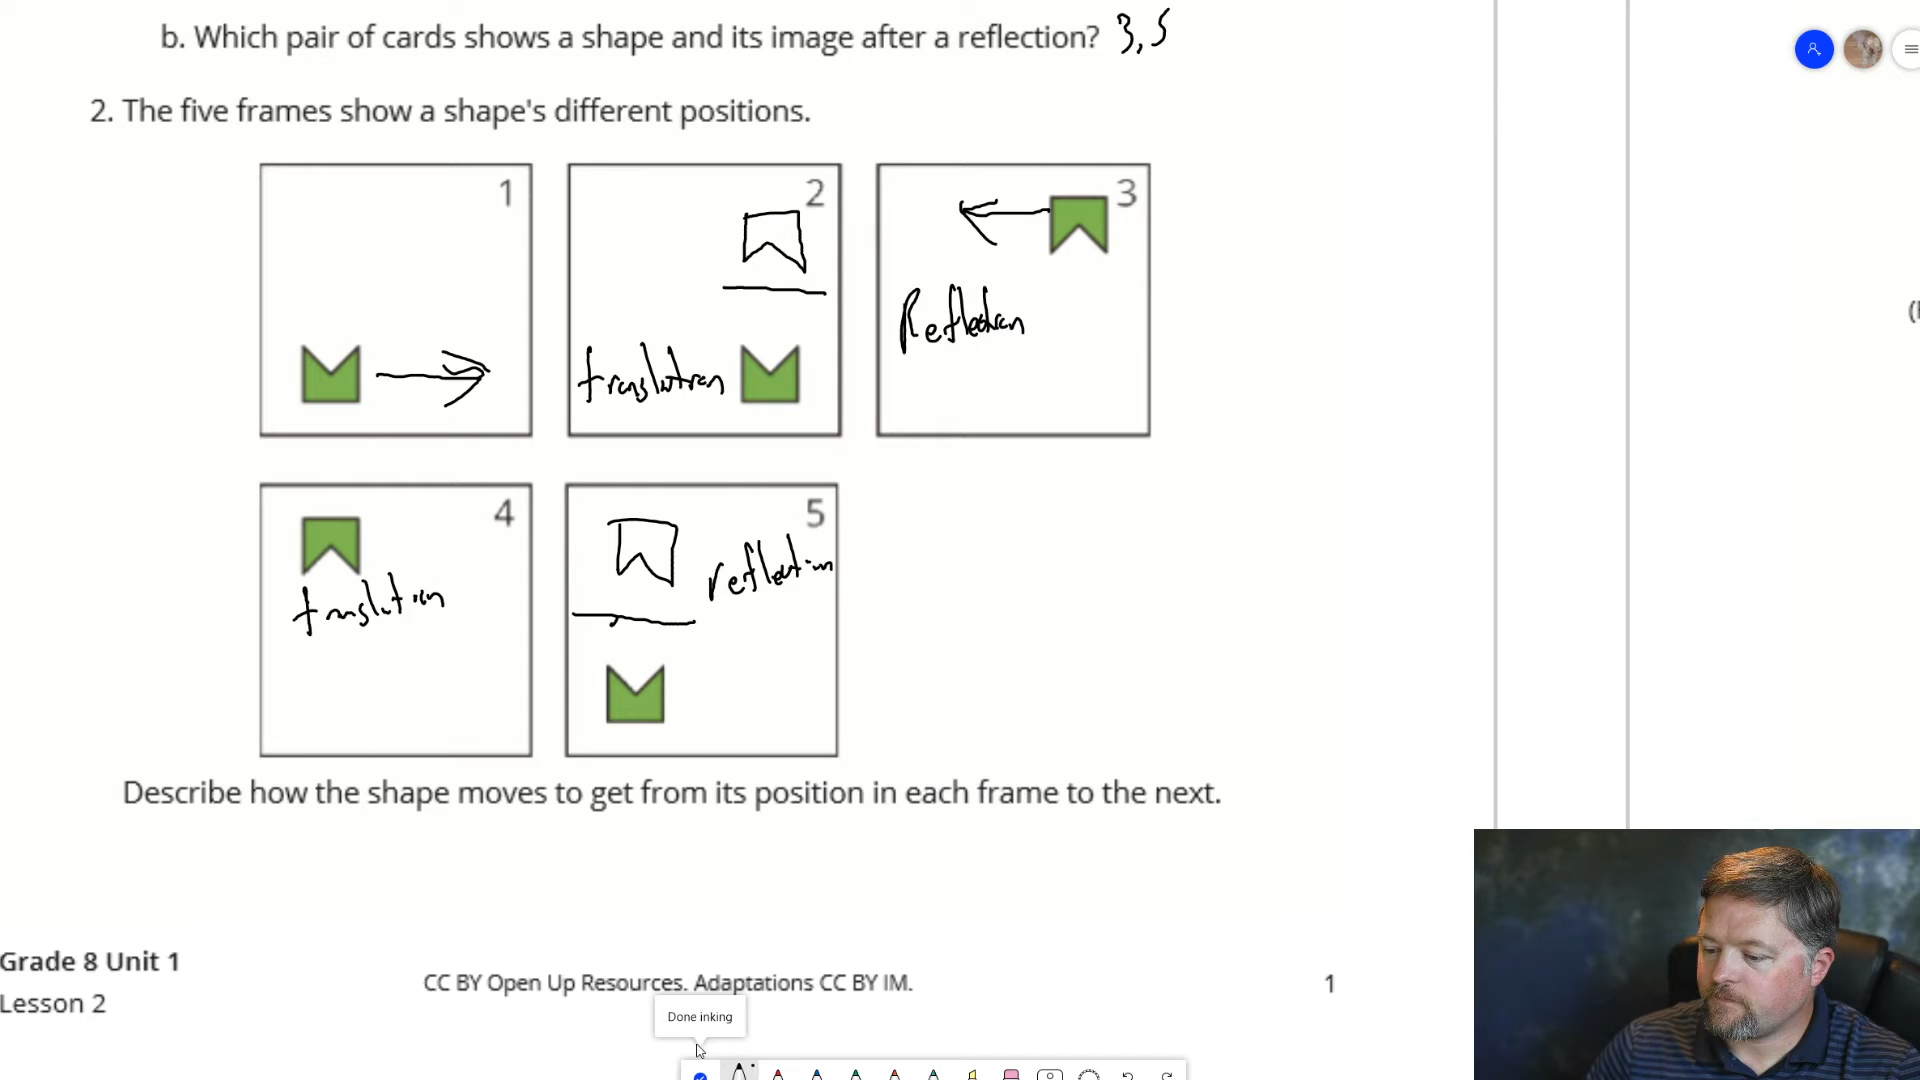 b. Which pair of cards shows a shape and its image after a reflection? 3, 5
2. The five frames show a shape's different positions.
1
2
3
Reflection
translation
4
5
reflection
translation
Describe how the shape moves to get from its position in each frame to the next.
Grade 8 Unit 1
Lesson 2
CC BY Open Up Resources. Adaptations CC BY IM.
1
Done inking